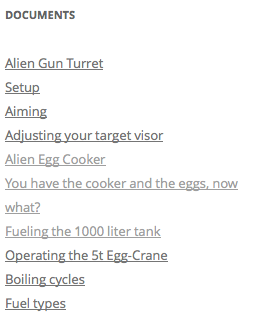 DOCUMENTS
Alien Gun Turret
Setup
Aiming
Adjusting your target visor
Alien Egg Cooker
You have the cooker and the eggs, now
what?
Fueling the 1000 liter tank
Operating the 5t Egg-Crane
Boiling cycles
Fuel types